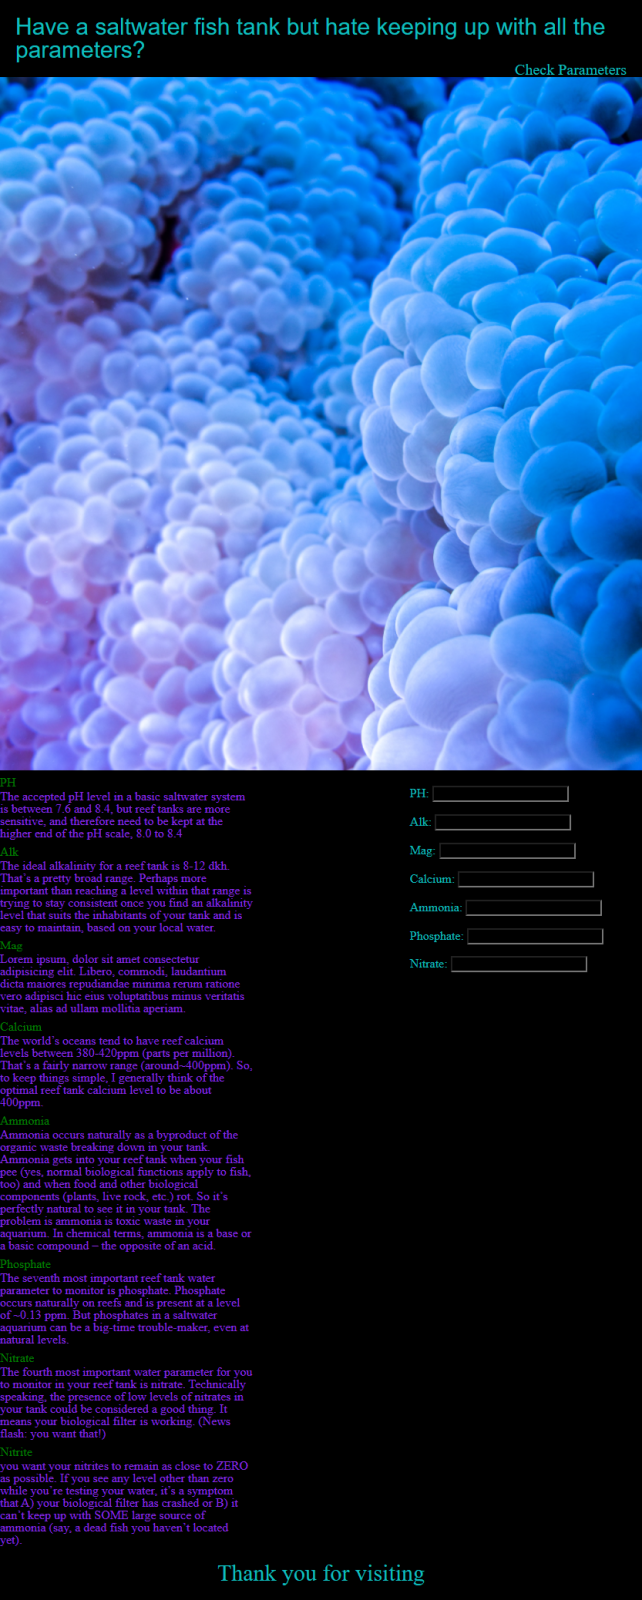 Have a saltwater fish tank but hate keeping up with all the
parameters?
Check Parameters
PH
The accepted pH level in a basic saltwater system
is between 7.6 and 8.4, but reef tanks are more
sensitive, and therefore need to be kept at the
higher end of the pH scale, 8.0 to 8.4
Alk
The ideal alkalinity for a reef tank is 8-12 dkh.
That's a pretty broad range. Perhaps more
important than reaching a level within that range is
trying to stay consistent once you find an alkalinity
level that suits the inhabitants of your tank and is
easy to maintain, based on your local water.
Mag
Lorem ipsum, dolor sit amet consectetur
adipisicing elit. Libero, commodi, laudantium
dicta maiores repudiandae minima rerum ratione
vero adipisci hic eius voluptatibus minus veritatis
vitae, alias ad ullam mollitia aperiam.
Calcium
The world's oceans tend to have reef calcium
levels between 380-420ppm (parts per million).
That's a fairly narrow range (around~400ppm). So,
to keep things simple, I generally think of the
optimal reef tank calcium level to be about
400ppm.
Ammonia
Ammonia occurs naturally as a byproduct of the
organic waste breaking down in your tank.
Ammonia gets into your reef tank when your fish
pee (yes, normal biological functions apply to fish,
too) and when food and other biological
components (plants, live rock, etc.) rot. So it's
perfectly natural to see it in your tank. The
problem is ammonia is toxic waste in your
aquarium. In chemical terms, ammonia is a base or
a basic compound – the opposite of an acid.
Phosphate
The seventh most important reef tank water
parameter to monitor is phosphate. Phosphate
occurs naturally on reefs and is present at a level
of ~0.13 ppm. But phosphates in a saltwater
aquarium can be a big-time trouble-maker, even at
natural levels.
Nitrate
The fourth most important water parameter for you
to monitor in your reef tank is nitrate. Technically
speaking, the presence of low levels of nitrates in
your tank could be considered a good thing. It
means your biological filter is working. (News
flash: you want that!)
Nitrite
you want your nitrites to remain as close to ZERO
as possible. If you see any level other than zero
while you're testing your water, it's a symptom
that A) your biological filter has crashed or B) it
can't keep up with SOME large source of
ammonia (say, a dead fish you haven't located
yet).
PH:
Alk:
Mag:
Calcium:
Ammonia:
Phosphate:
Nitrate:
Thank you for visiting